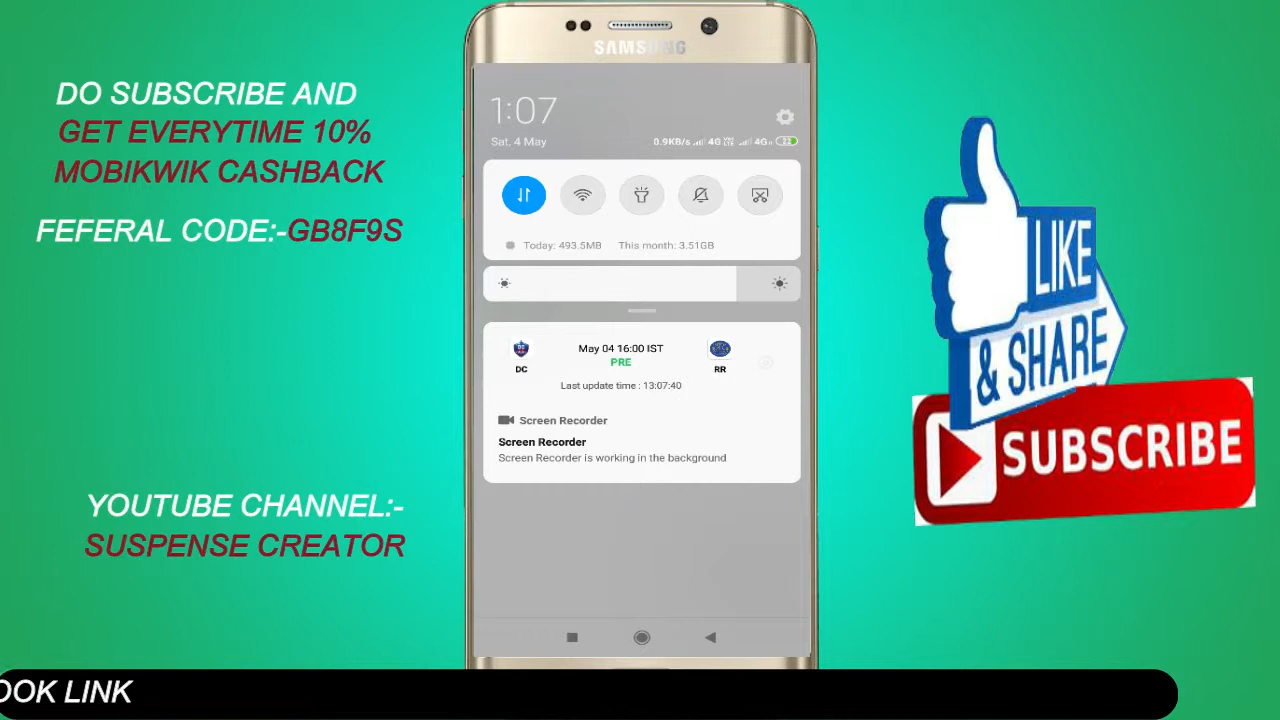 DO SUBSCRIBE AND
GET EVERYTIME 10%
MOBIKWIK CASHBACK
FEFERAL CODE:-GB8F9S
YOUTUBE CHANNEL:-
SUSPENSE CREATOR
SAMSUNG
1:07
Sat, 4 May
0.9KB/s 4G VoLTE 4G
Today: 493.5MB This month: 3.51GB
DC
May 04 16:00 IST
PRE
RR
Last update time : 13:07:40
Screen Recorder
Screen Recorder
Screen Recorder is working in the background
LIKE
& SHARE
SUBSCRIBE
OOK LINK